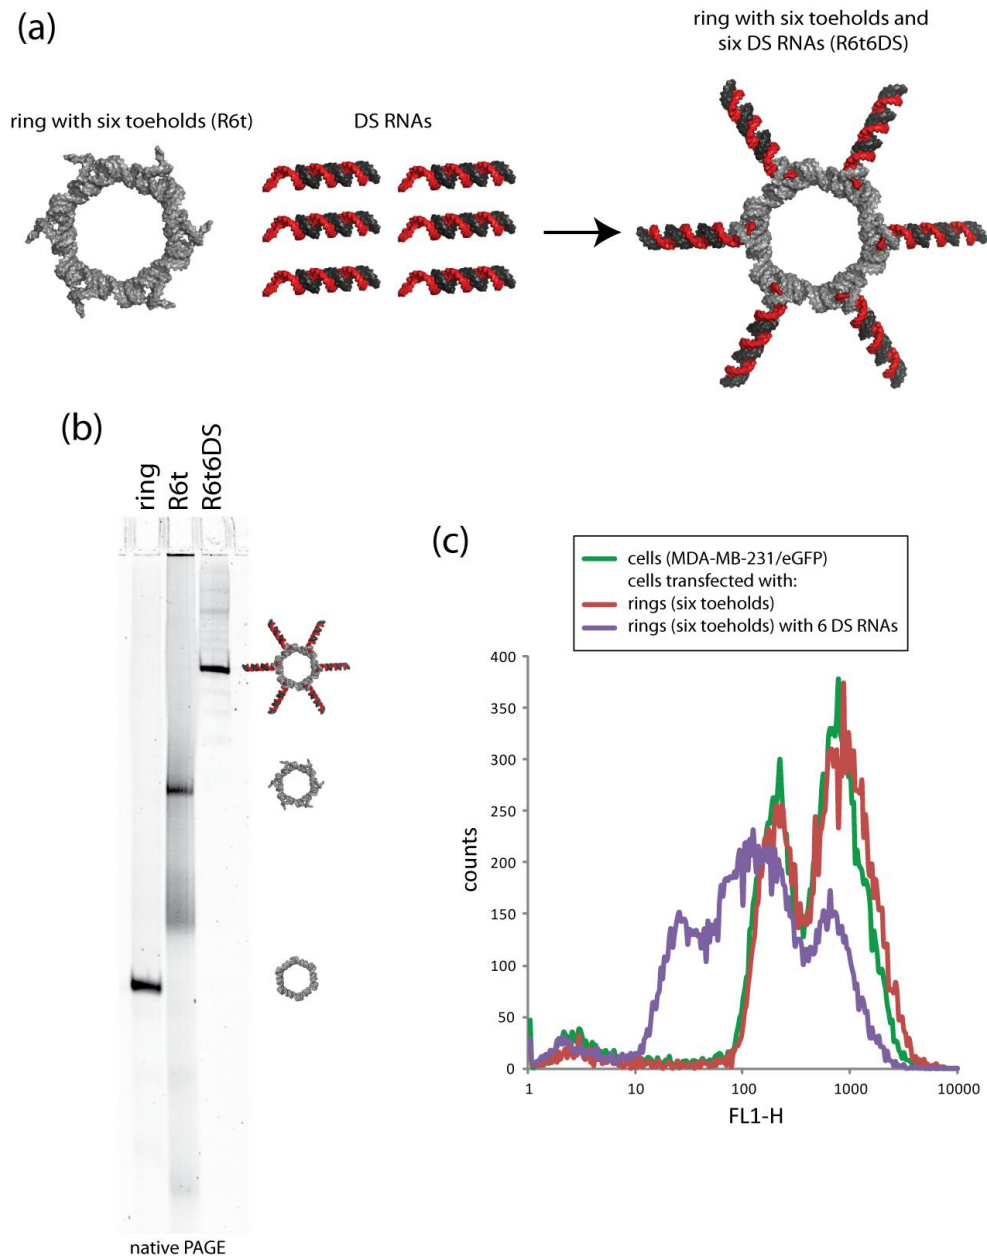 (a)
ring with six toeholds and
six DS RNAs (R6t6DS)
ring with six toeholds (R6t)
DS RNAs
(b)
ring
R6t
R6t6DS
native PAGE
(c)
cells (MDA-MB-231/eGFP)
cells transfected with:
rings (six toeholds)
rings (six toeholds) with 6 DS RNAs
400
350
300
250
200
150
100
50
0
counts
1
10
100
1000
10000
FL1-H